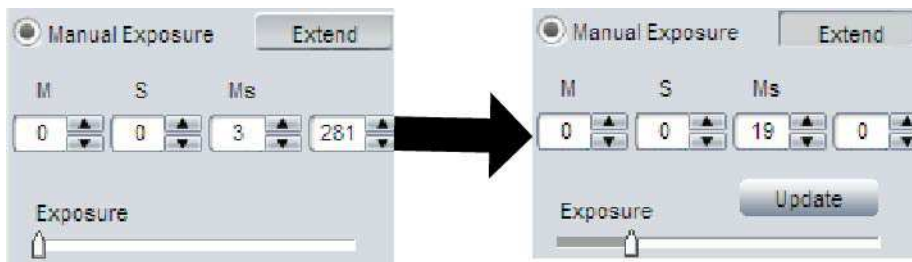 Manual Exposure Extend
M S Ms
0 0 3 281
Exposure
Manual Exposure Extend
M S Ms
0 0 19 0
Update
Exposure